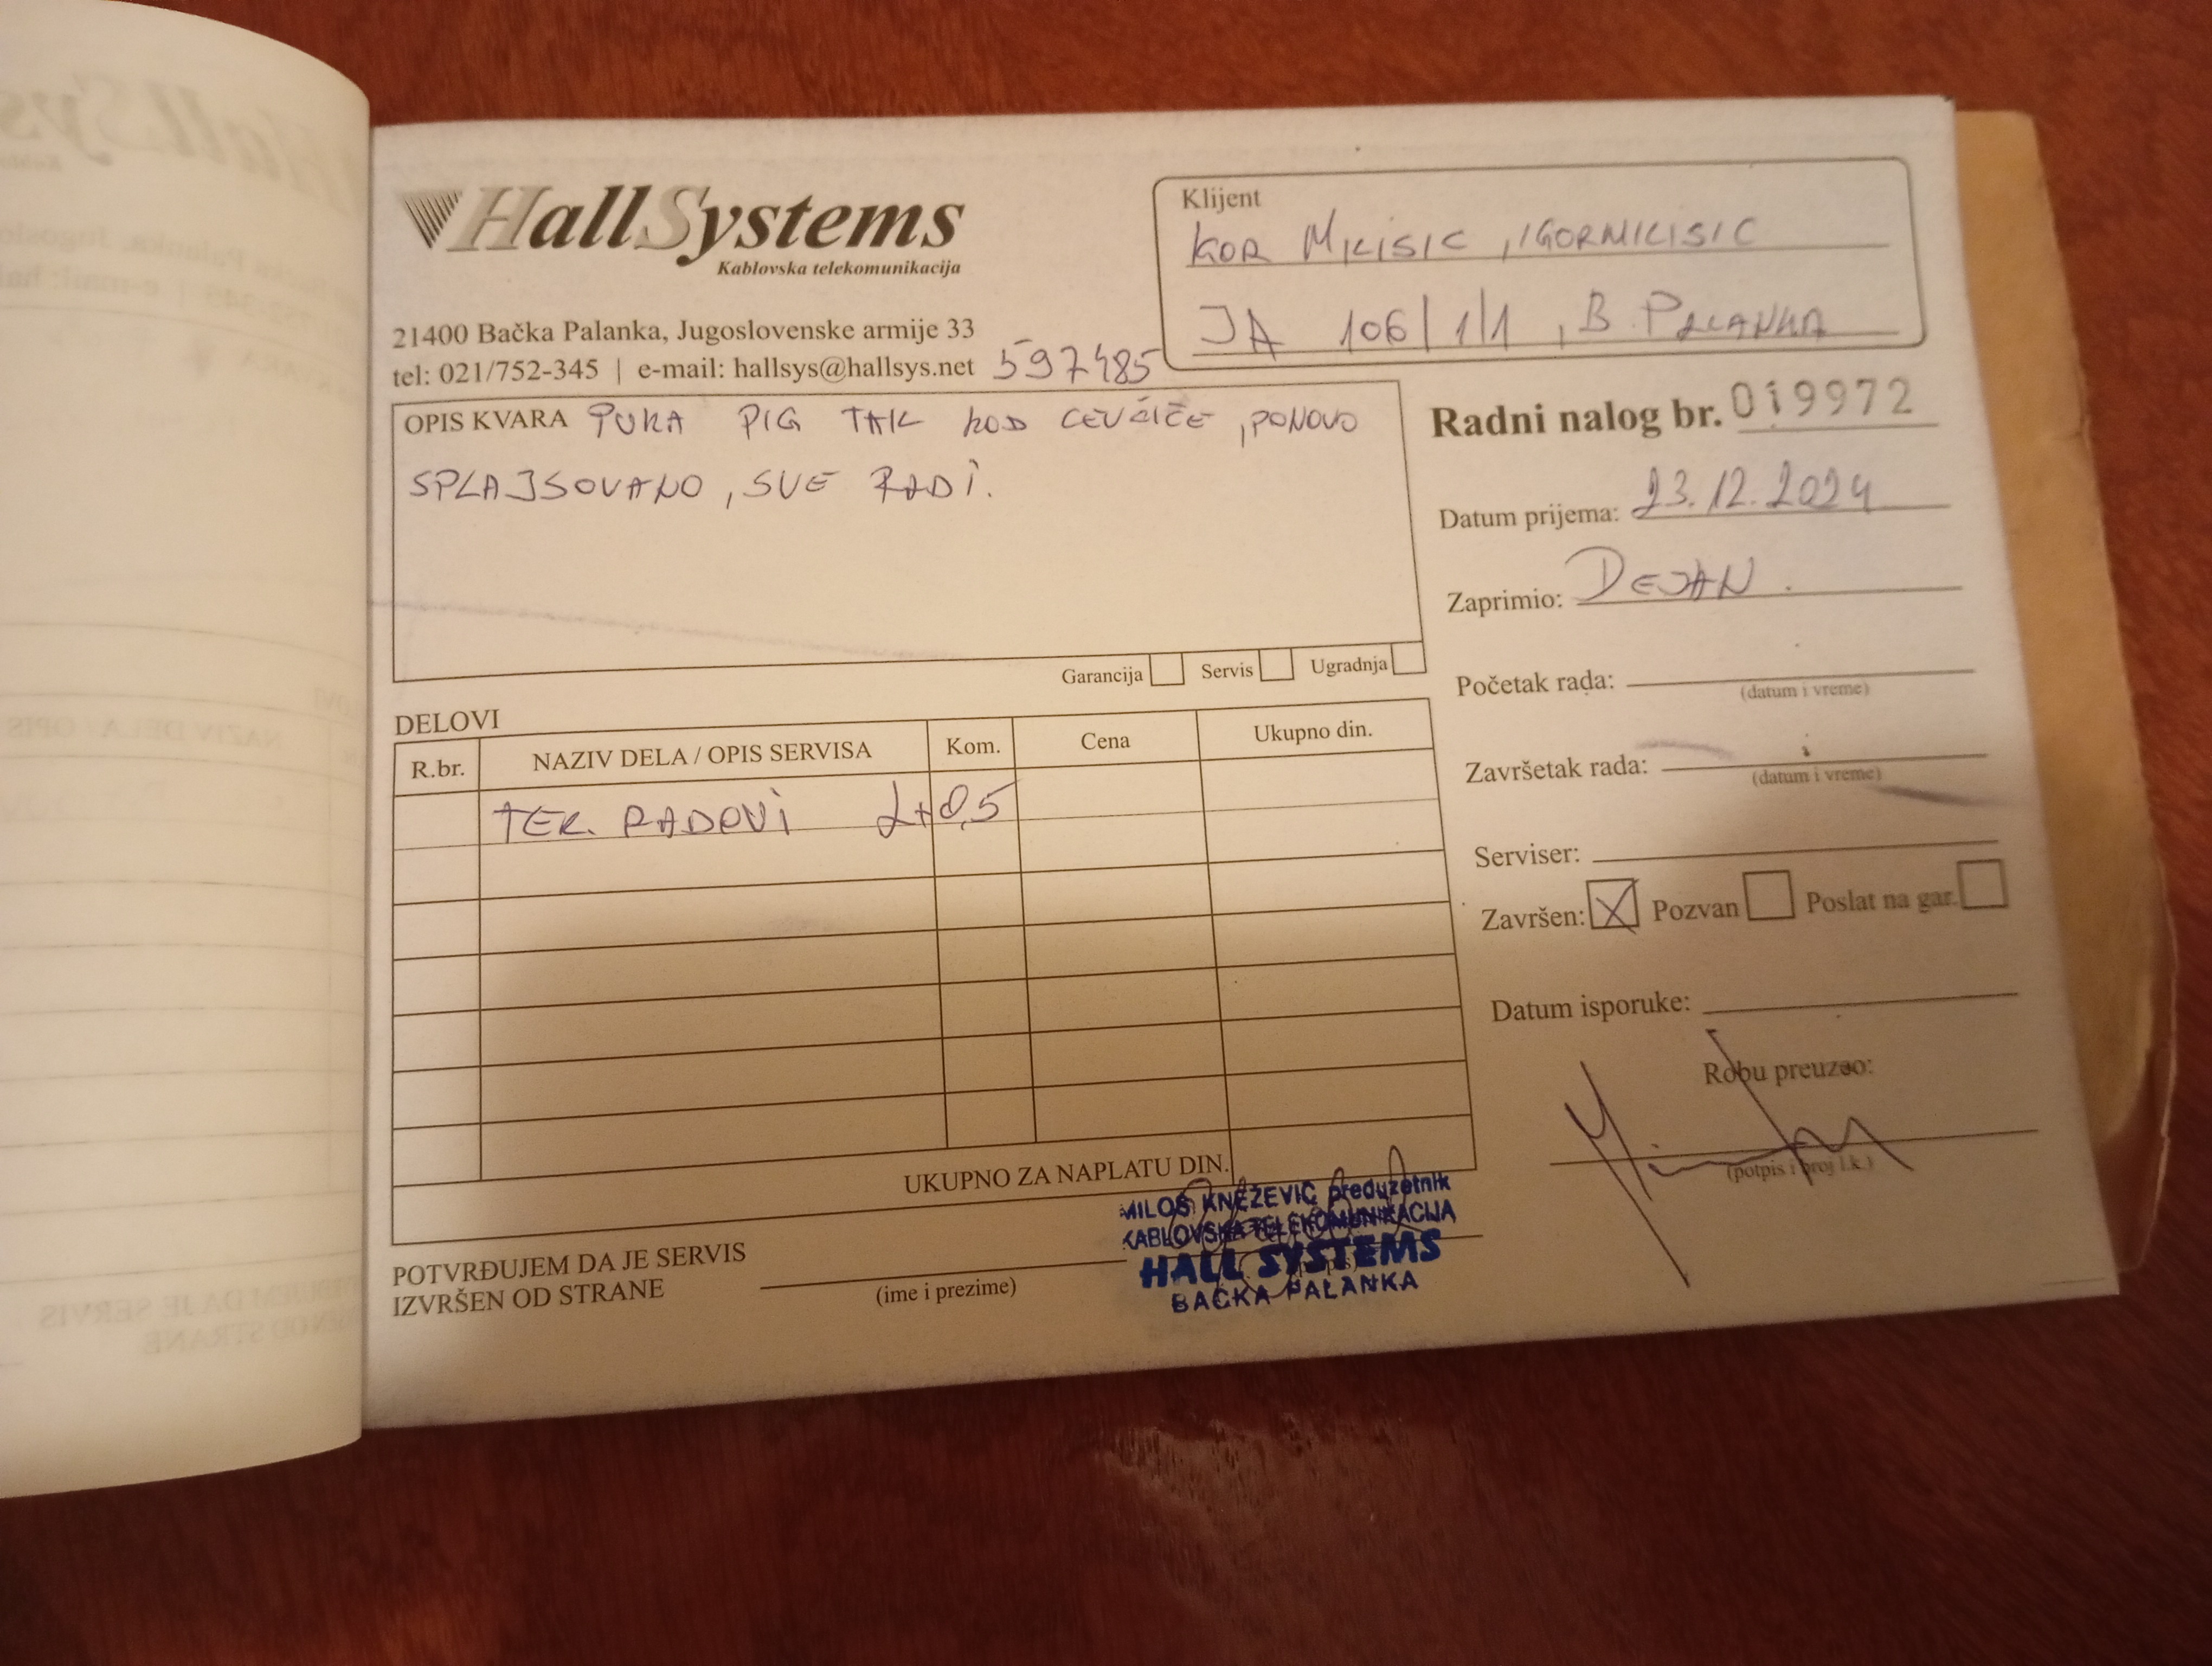 HallSystems
Kablovska telekomunikacija
21400 Bačka Palanka, Jugoslovenske armije 33
tel: 021/752-345 | e-mail: hallsys@hallsys.net 597485
Klijent
KOR MILISIC, IGORMILISIC
JA 106/1/1, B. PALANKA
OPIS KVARA PUKA PIG TAIL KOD CEVČICE, PONOVO
SPLAJSOVANO, SVE RADI.
Garancija Servis Ugradnja
Radni nalog br. 019972
Datum prijema: 23.12.2024
Zaprimio: DEJAN.
Početak rada:
(datum i vreme)
Završetak rada:
(datum i vreme)
Serviser:
Završen: X Pozvan Poslat na gar.
Datum isporuke:
Robu preuzeo:
(potpis i broj l.k.)
DELOVI
R.br. NAZIV DELA / OPIS SERVISA Kom. Cena Ukupno din.
TER. RADOVI 2+0,5
UKUPNO ZA NAPLATU DIN.
POTVRĐUJEM DA JE SERVIS
IZVRŠEN OD STRANE
(ime i prezime)
MILOŠ KNEŽEVIĆ preduzetnik
KABLOVSKA TELEKOMUNIKACIJA
HALL SYSTEMS
BAČKA PALANKA